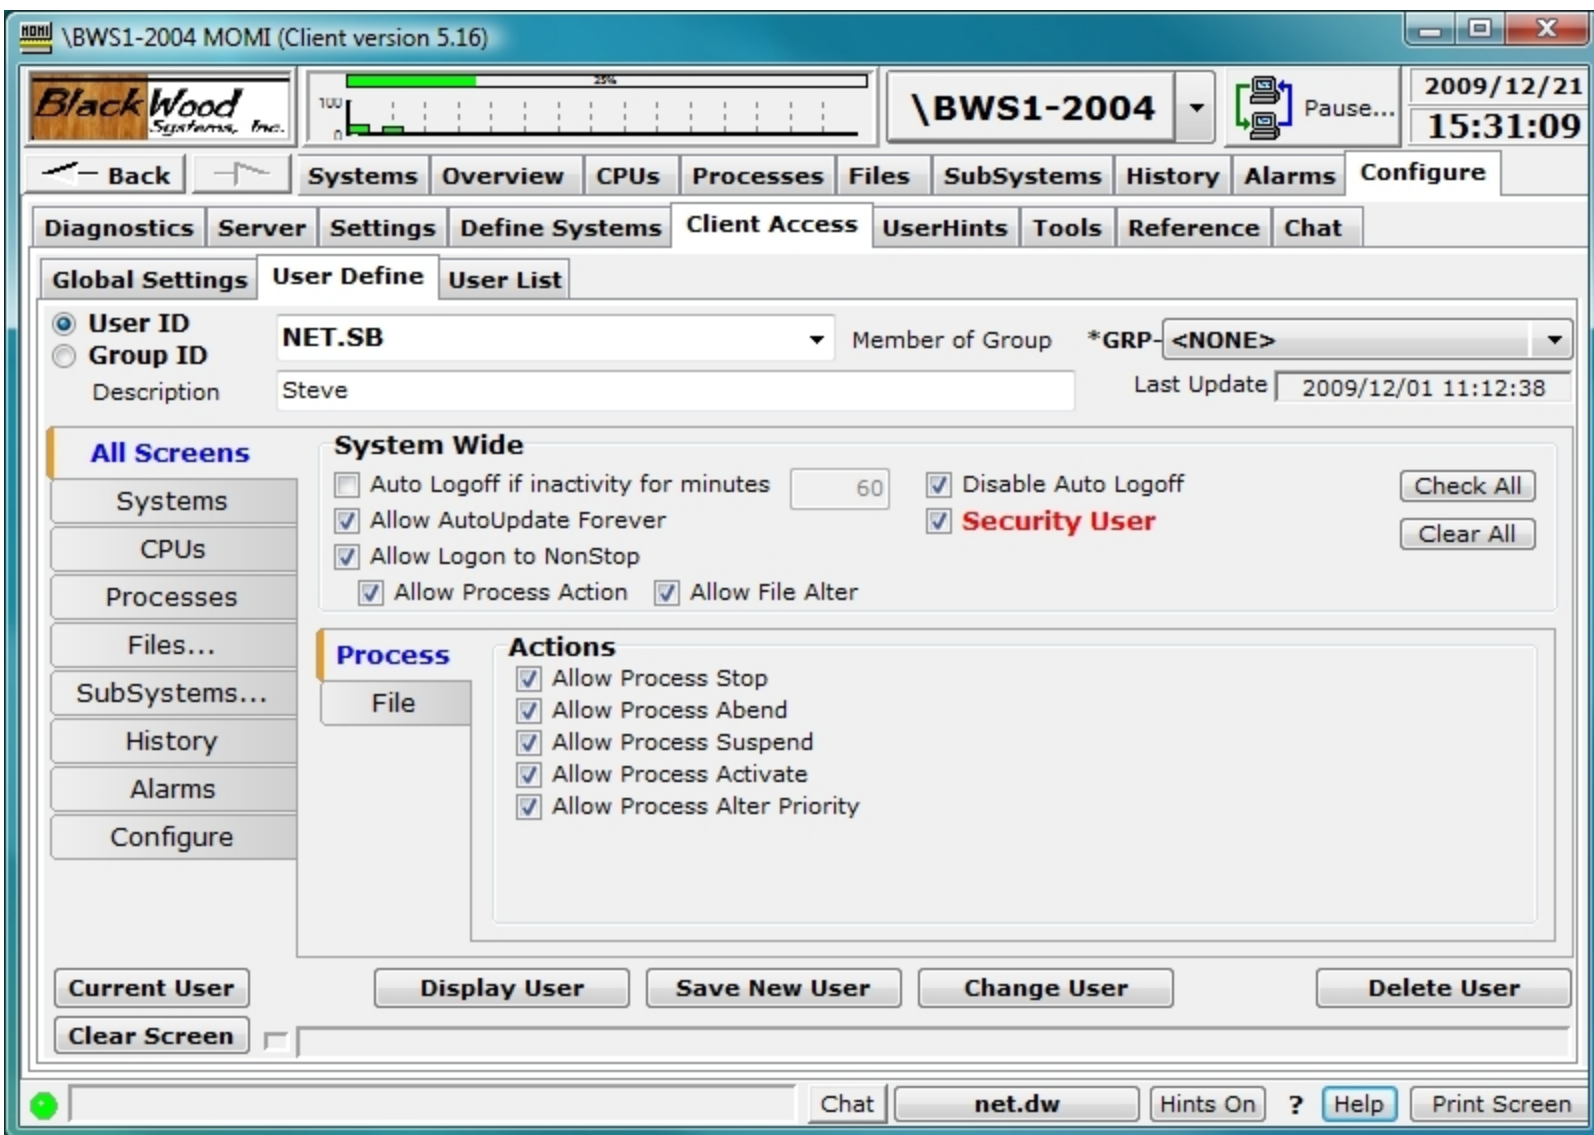 MOMI \BWS1-2004 MOMI (Client version 5.16)
BlackWood Systems, Inc.
25%
100
0
\BWS1-2004
Pause...
2009/12/21
15:31:09
Back
Systems Overview CPUs Processes Files SubSystems History Alarms Configure
Diagnostics Server Settings Define Systems Client Access UserHints Tools Reference Chat
Global Settings User Define User List
User ID
Group ID
NET.SB
Member of Group *GRP- <NONE>
Description Steve
Last Update 2009/12/01 11:12:38
All Screens
Systems
CPUs
Processes
Files...
SubSystems...
History
Alarms
Configure
System Wide
Auto Logoff if inactivity for minutes 60
Disable Auto Logoff
Check All
Allow AutoUpdate Forever
Security User
Clear All
Allow Logon to NonStop
Allow Process Action Allow File Alter
Process
File
Actions
Allow Process Stop
Allow Process Abend
Allow Process Suspend
Allow Process Activate
Allow Process Alter Priority
Current User Display User Save New User Change User Delete User
Clear Screen
Chat net.dw Hints On ? Help Print Screen